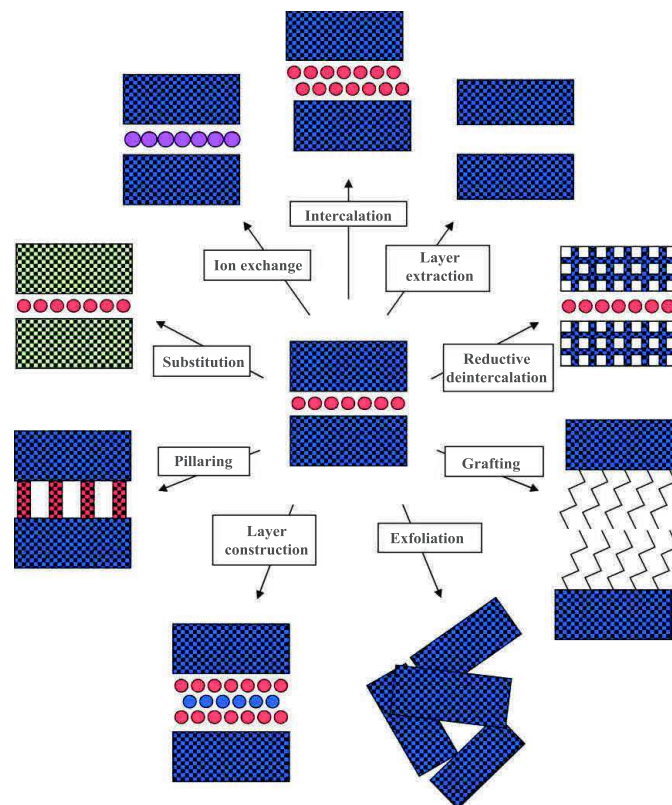 Intercalation
Ion exchange
Layer
extraction
Substitution
Reductive
deintercalation
Pillaring
Grafting
Layer
construction
Exfoliation